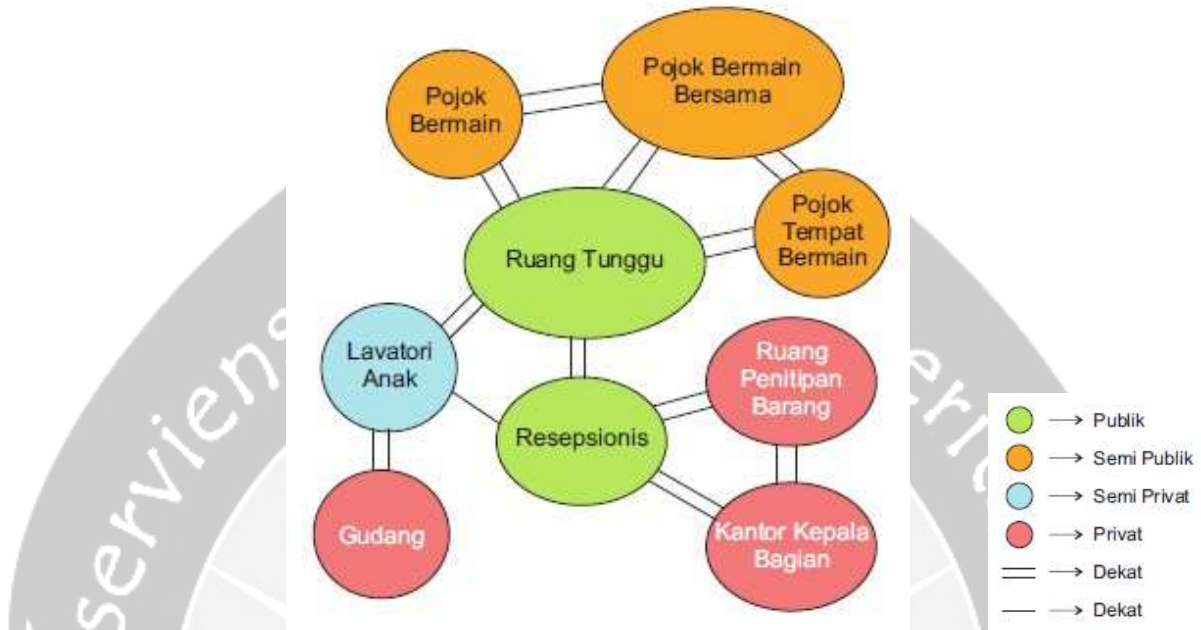 Pojok Bermain
Bersama
Pojok
Bermain
Pojok
Tempat
Bermain
Ruang Tunggu
Lavatori
Anak
Ruang
Penitipan
Barang
Resepsionis
Gudang
Kantor Kepala
Bagian
Publik
Semi Publik
Semi Privat
Privat
Dekat
Dekat
serviens